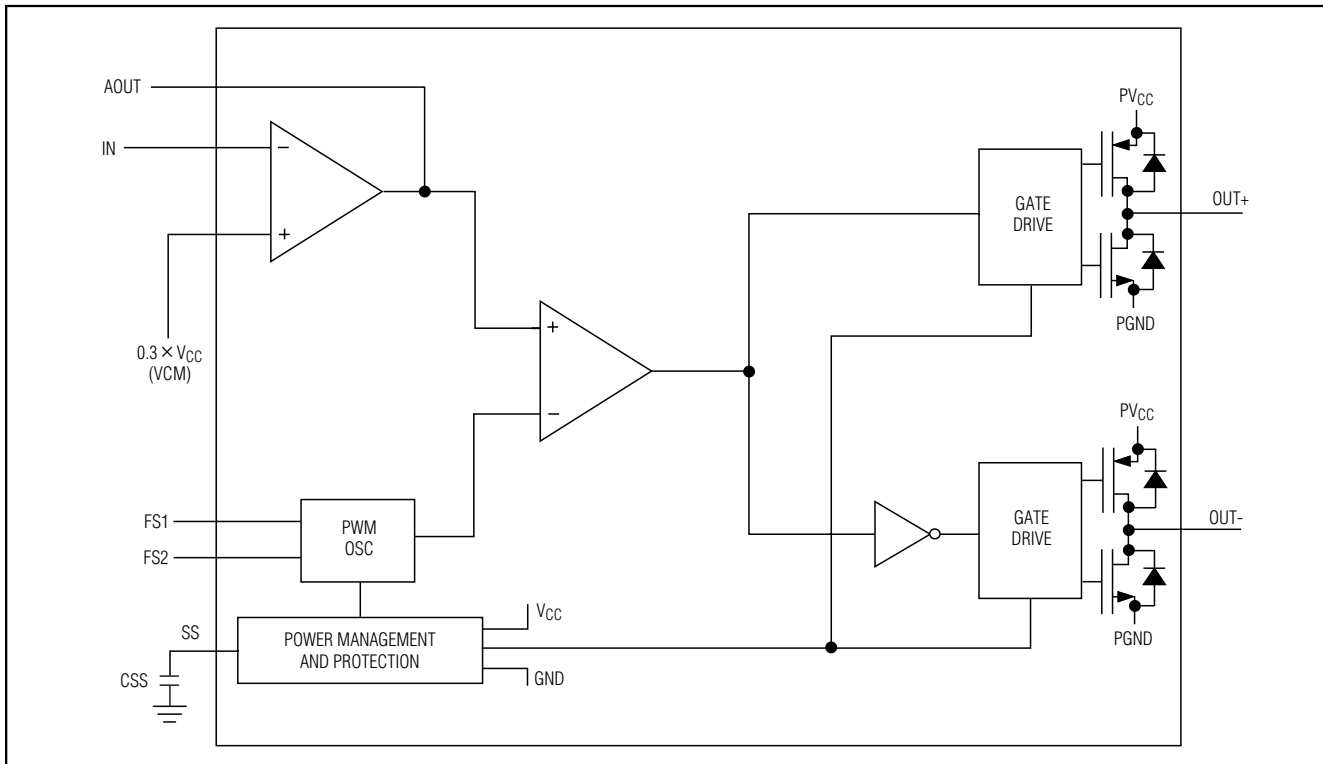 AOUT
IN
−
+
0.3 × VCC
(VCM)
+
−
FS1
FS2
PWM
OSC
SS
CSS
POWER MANAGEMENT
AND PROTECTION
VCC
GND
GATE
DRIVE
PVCC
OUT+
PGND
GATE
DRIVE
PVCC
OUT-
PGND